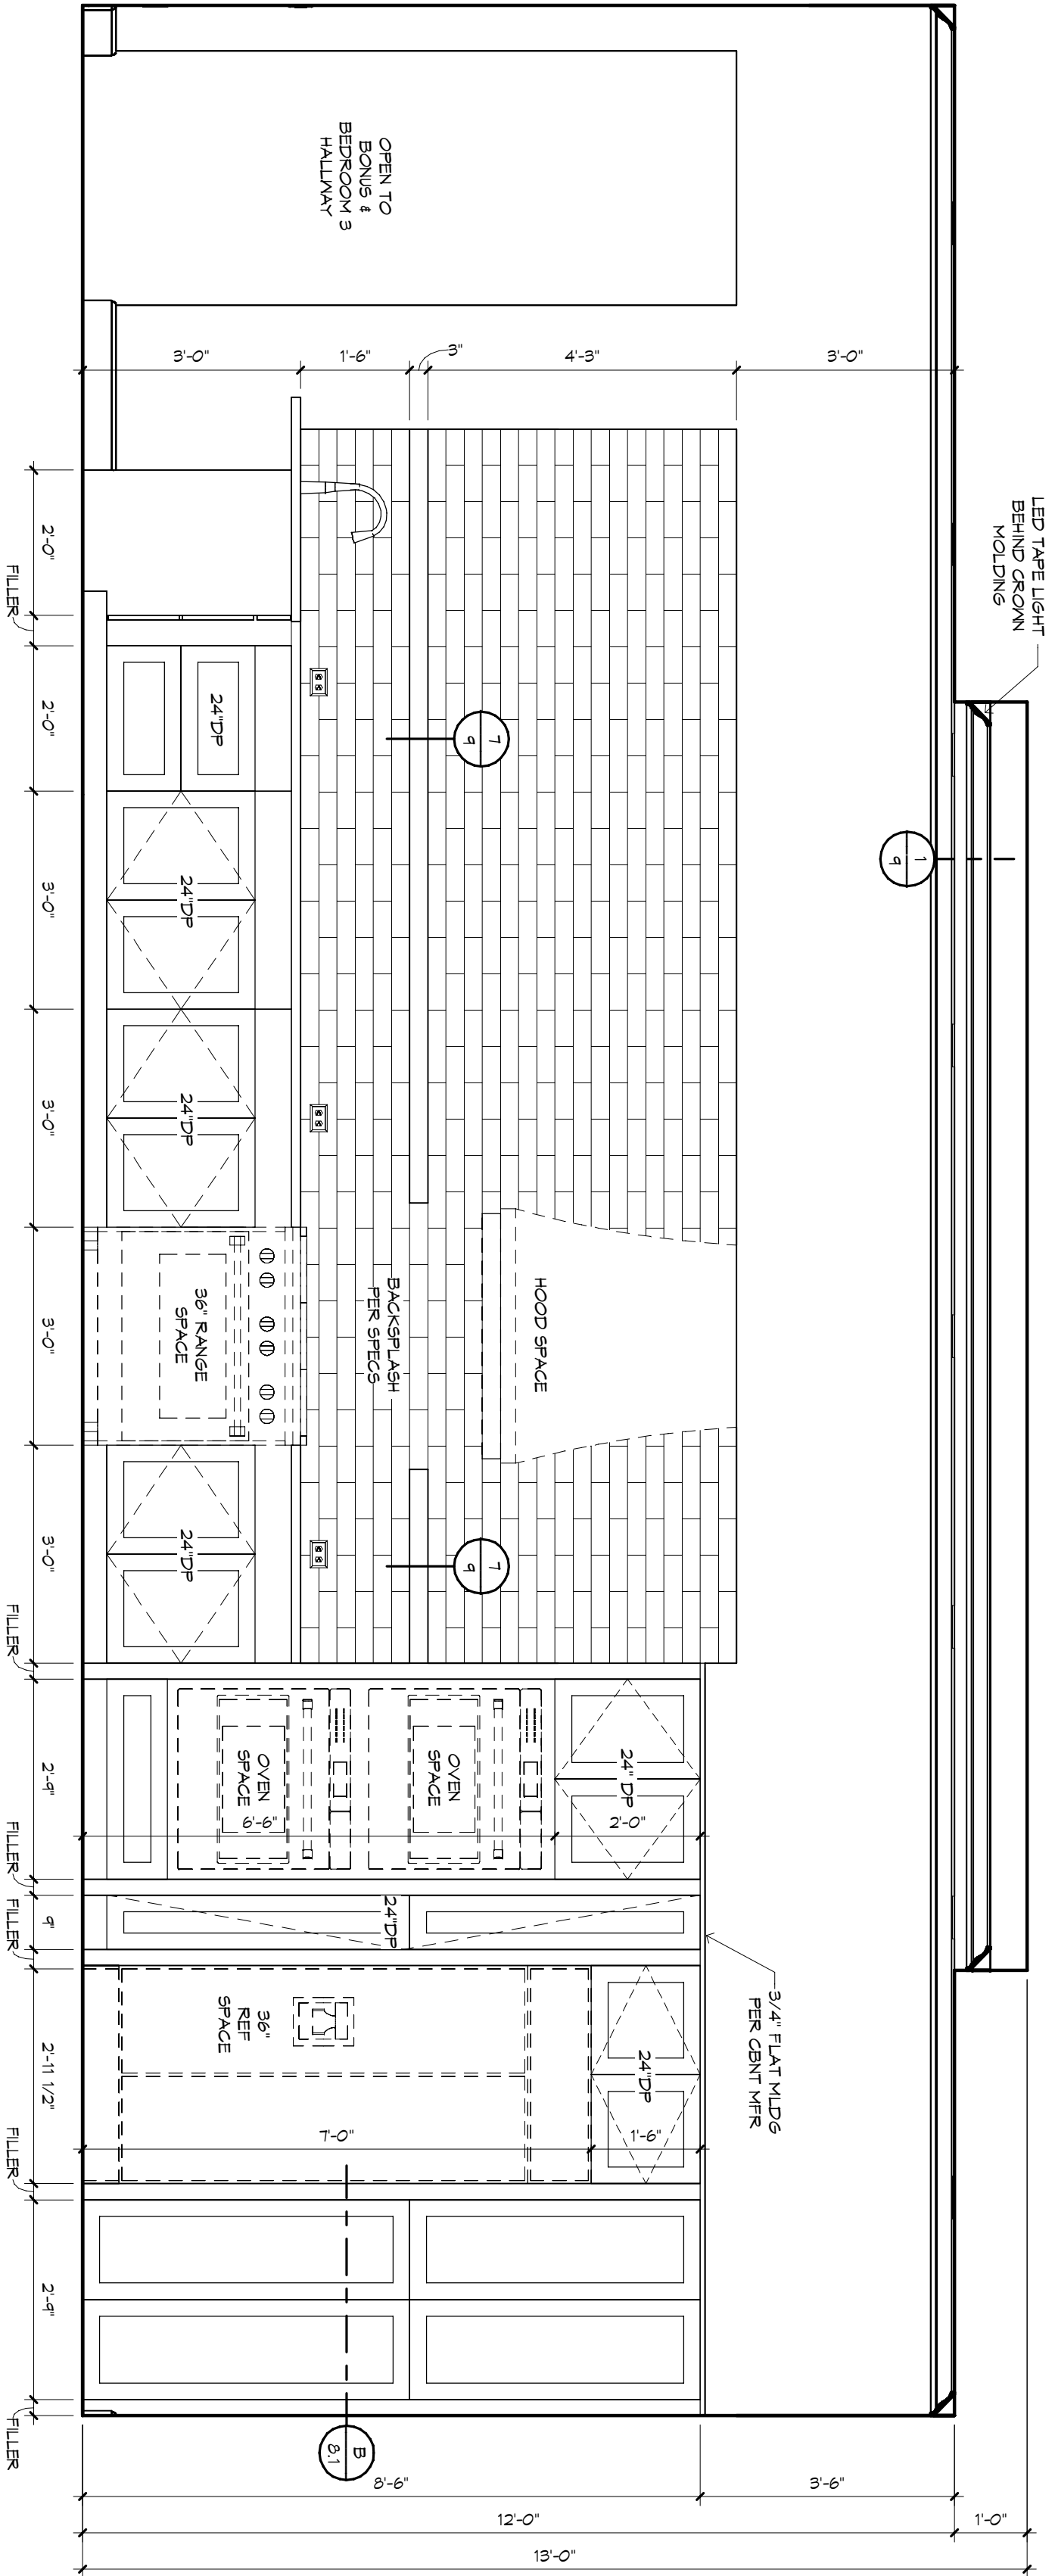 LED TAPE LIGHT
BEHIND CROWN
MOLDING
1
9
3/4" FLAT MLDG
PER CBNT MFR
OPEN TO
BONUS &
BEDROOM 3
HALLWAY
3'-0"
4'-3"
3"
1'-6"
3'-0"
7
9
7
9
HOOD SPACE
BACKSPLASH
PER SPECS
36" RANGE
SPACE
24"DP
24"DP
24"DP
24"DP
24" DP
2'-0"
OVEN
SPACE
OVEN
SPACE
6'-6"
24"DP
24"DP
1'-6"
36"
REF
SPACE
7'-0"
B
8.1
3'-6"
8'-6"
1'-0"
12'-0"
13'-0"
2'-0"
2'-0"
3'-0"
3'-0"
3'-0"
3'-0"
2'-9"
9"
2'-11 1/2"
2'-9"
FILLER
FILLER
FILLER
FILLER
FILLER
FILLER